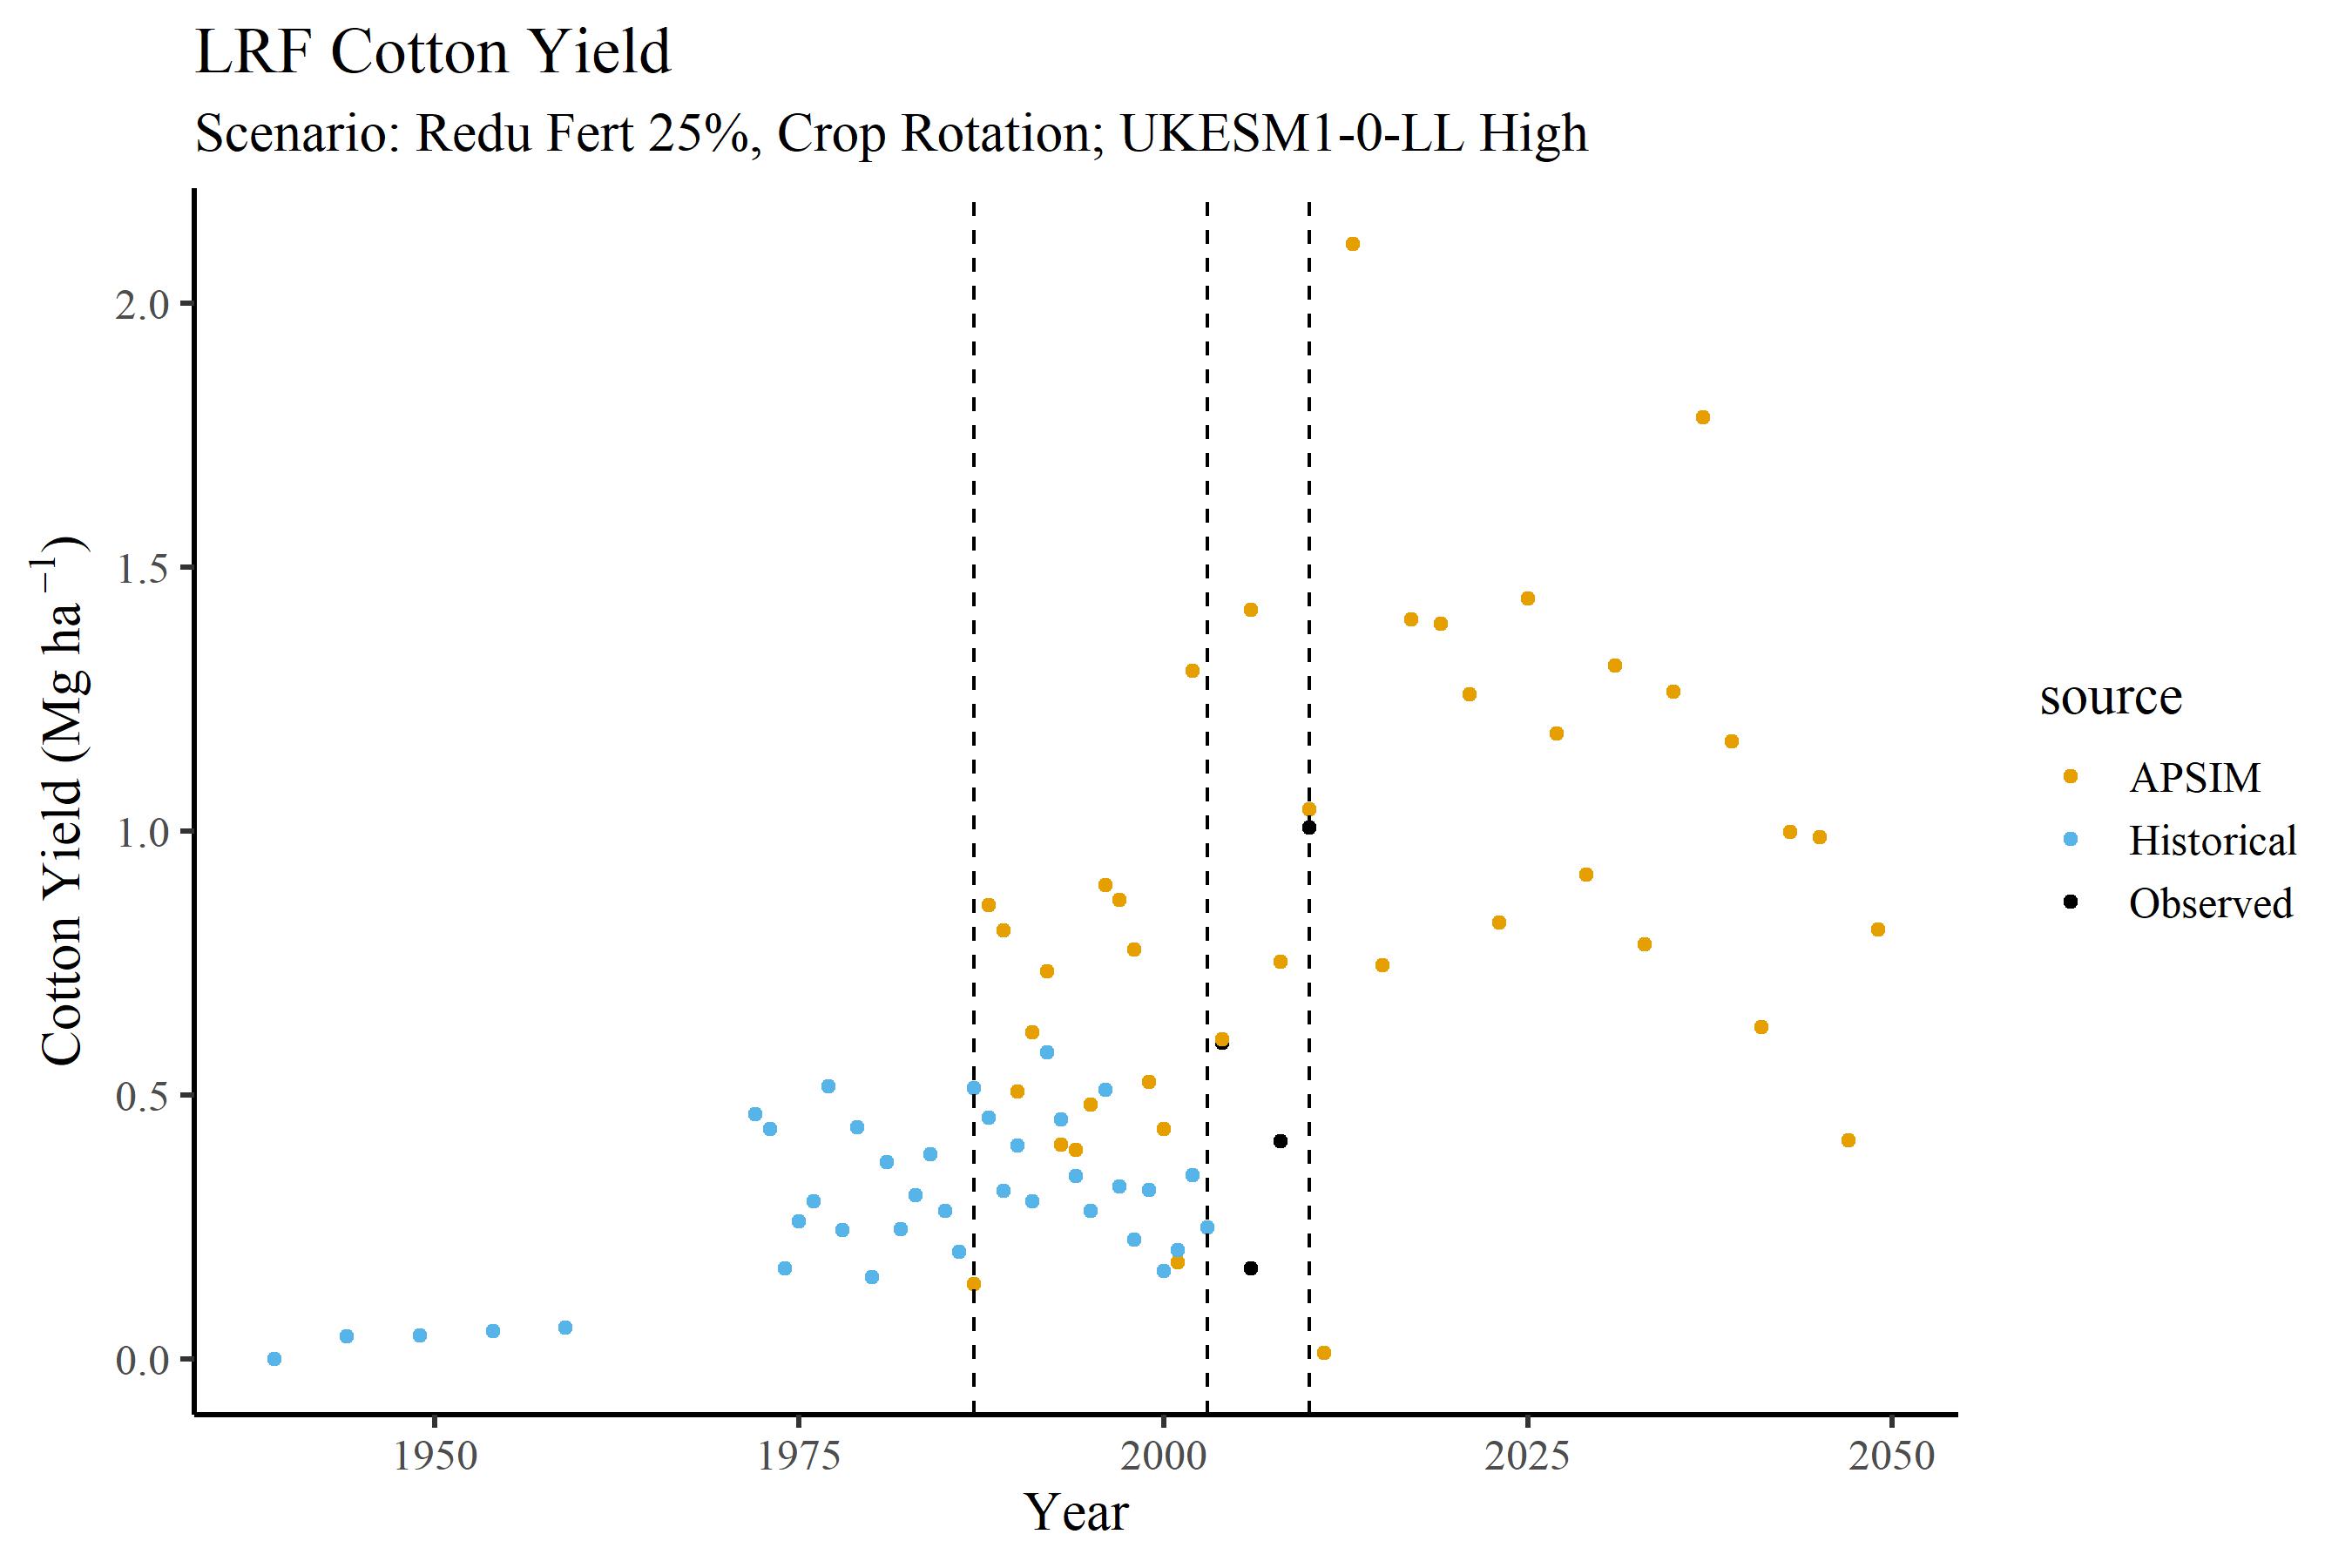 LRF Cotton Yield
Scenario: Redu Fert 25%, Crop Rotation; UKESM1-0-LL High
Cotton Yield (Mg ha −1)
2.0
1.5
1.0
0.5
0.0
1950 1975 2000 2025 2050
Year
source
APSIM
Historical
Observed